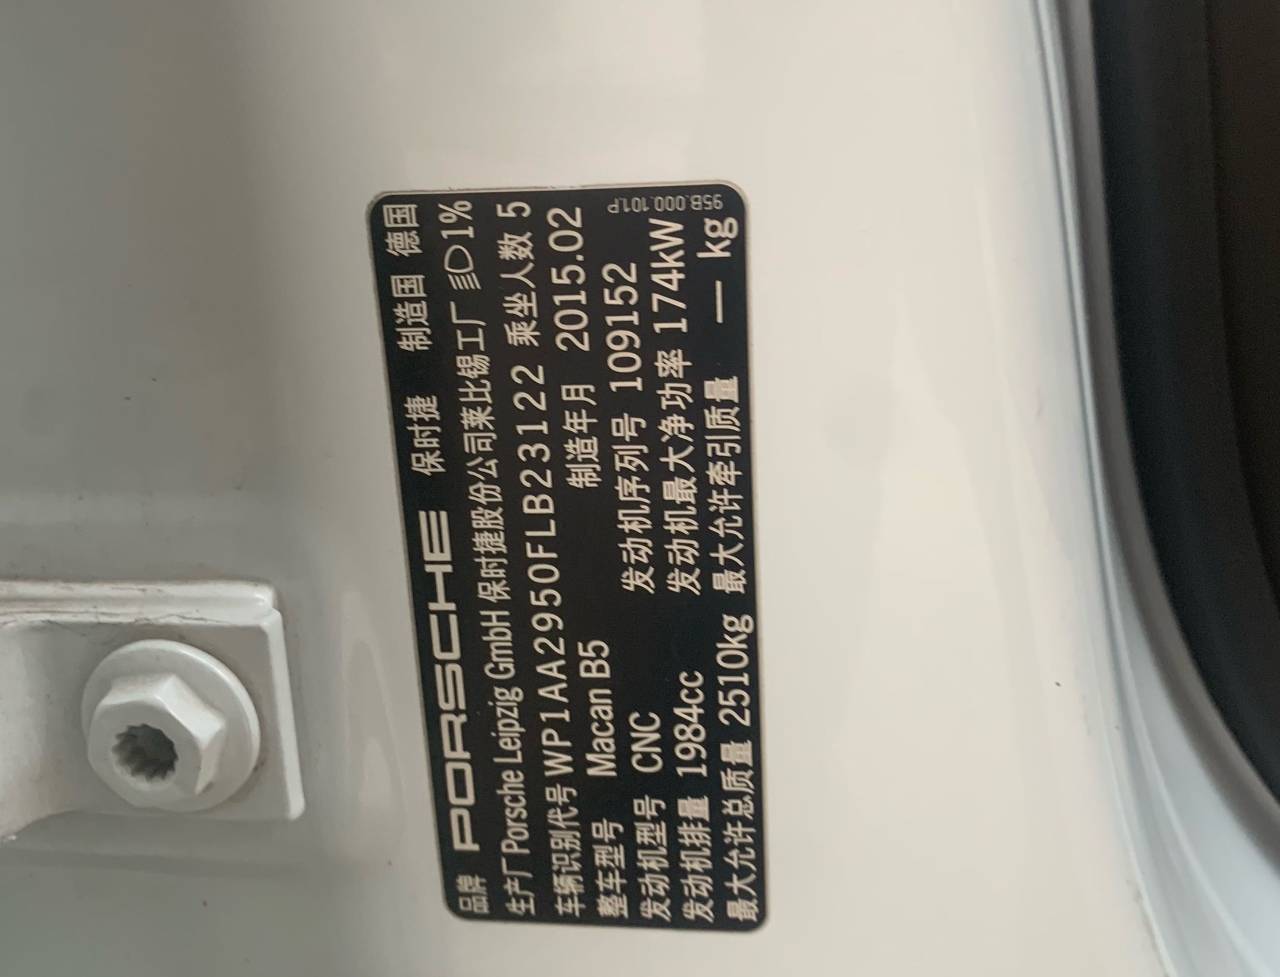 品牌 PORSCHE 保时捷 制造国 德国
生产厂 Porsche Leipzig GmbH 保时捷股份公司莱比锡工厂 1%
车辆识别代号 WP1AA2950FLB23122 乘坐人数 5
整车型号 Macan B5 制造年月 2015.02
发动机型号 CNC 发动机序列号 109152
发动机排量 1984cc 发动机最大净功率 174kW
最大允许总质量 2510kg 最大允许牵引质量 — kg
95B.000.101.P